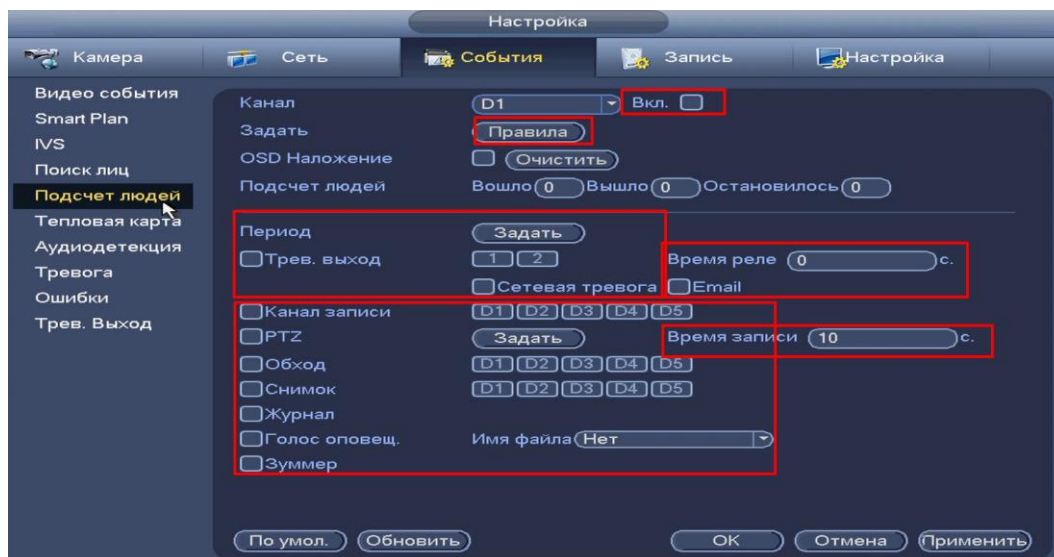 Настройка
Камера Сеть События Запись Настройка
Видео события
Smart Plan
IVS
Поиск лиц
Подсчет людей
Тепловая карта
Аудиодетекция
Тревога
Ошибки
Трев. Выход
Канал D1 Вкл.
Задать Правила
OSD Наложение Очистить
Подсчет людей Вошло 0 Вышло 0 Остановилось 0
Период Задать
Трев. выход 1 2 Время реле 0 с.
Сетевая тревога Email
Канал записи D1 D2 D3 D4 D5
PTZ Задать Время записи 10 с.
Обход D1 D2 D3 D4 D5
Снимок D1 D2 D3 D4 D5
Журнал
Голос оповещ. Имя файла Нет
Зуммер
По умол. Обновить OK Отмена Применить